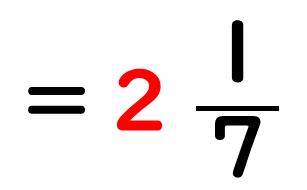 = 2 1/7